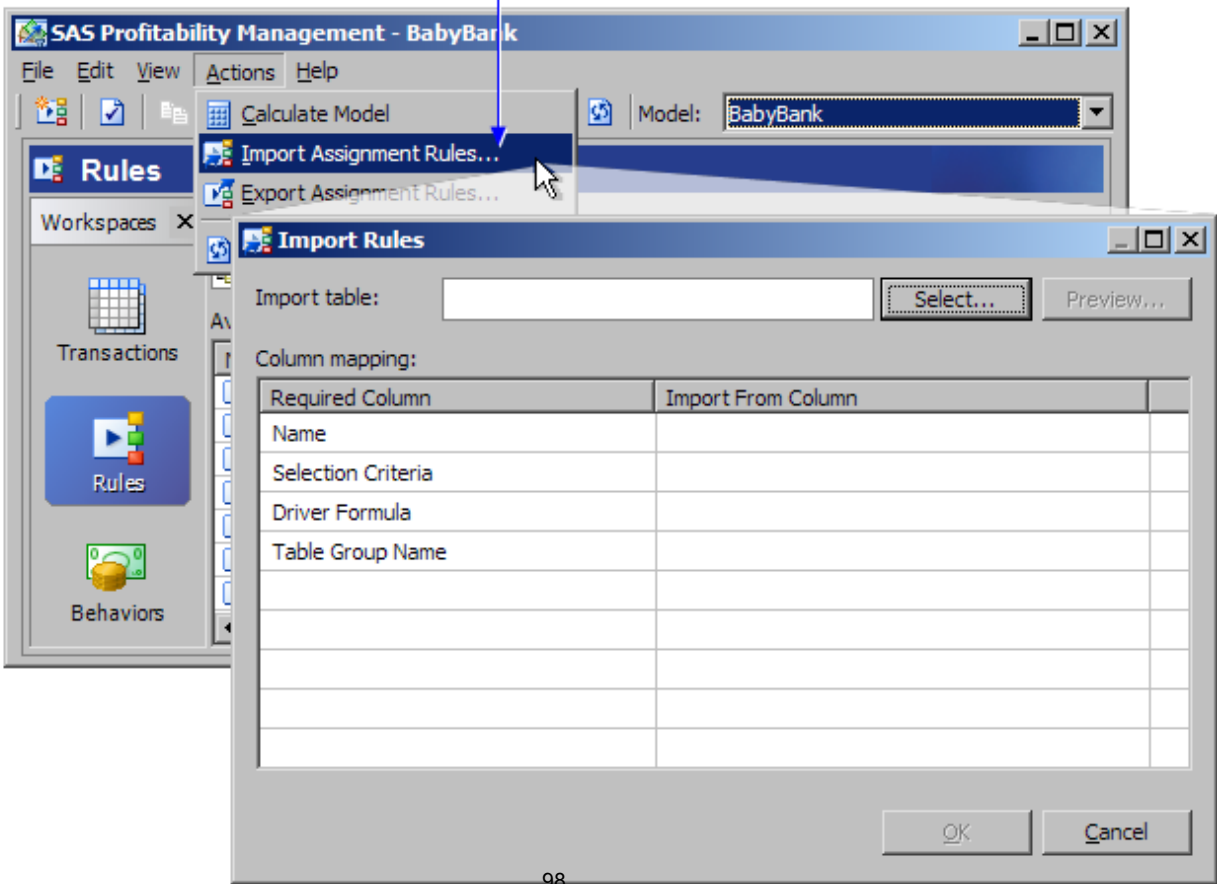 SAS Profitability Management - BabyBank
File Edit View Actions Help
Calculate Model
Model: BabyBank
Import Assignment Rules...
Rules
Export Assignment Rules...
Workspaces X
Import Rules
Import table: Select... Preview...
Transactions
Column mapping:
Required Column Import From Column
Name
Selection Criteria
Rules
Driver Formula
Table Group Name
Behaviors
OK Cancel
98